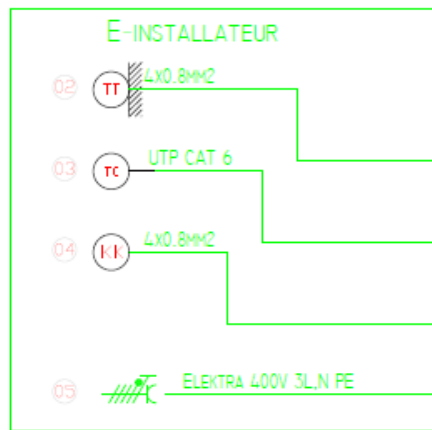 E-INSTALLATEUR
02 TT 4X0.8MM2
03 TC UTP CAT 6
04 KK 4X0.8MM2
05 ELEKTRA 400V 3L,N PE